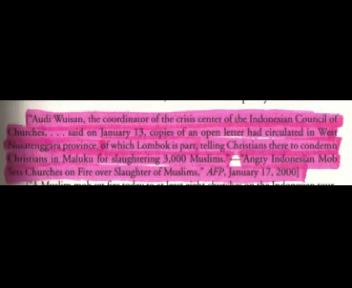 "Audi Wuisan, the coordinator of the crisis center of the Indonesian Council of
Churches, . . . said on January 13, copies of an open letter had circulated in West
Nusatenggara province, of which Lombok is part, telling Christians there to condemn
Christians in Maluku for slaughtering 3,000 Muslims." — "Angry Indonesian Mob
Sets Churches on Fire over Slaughter of Muslims," AFP, January 17, 2000]